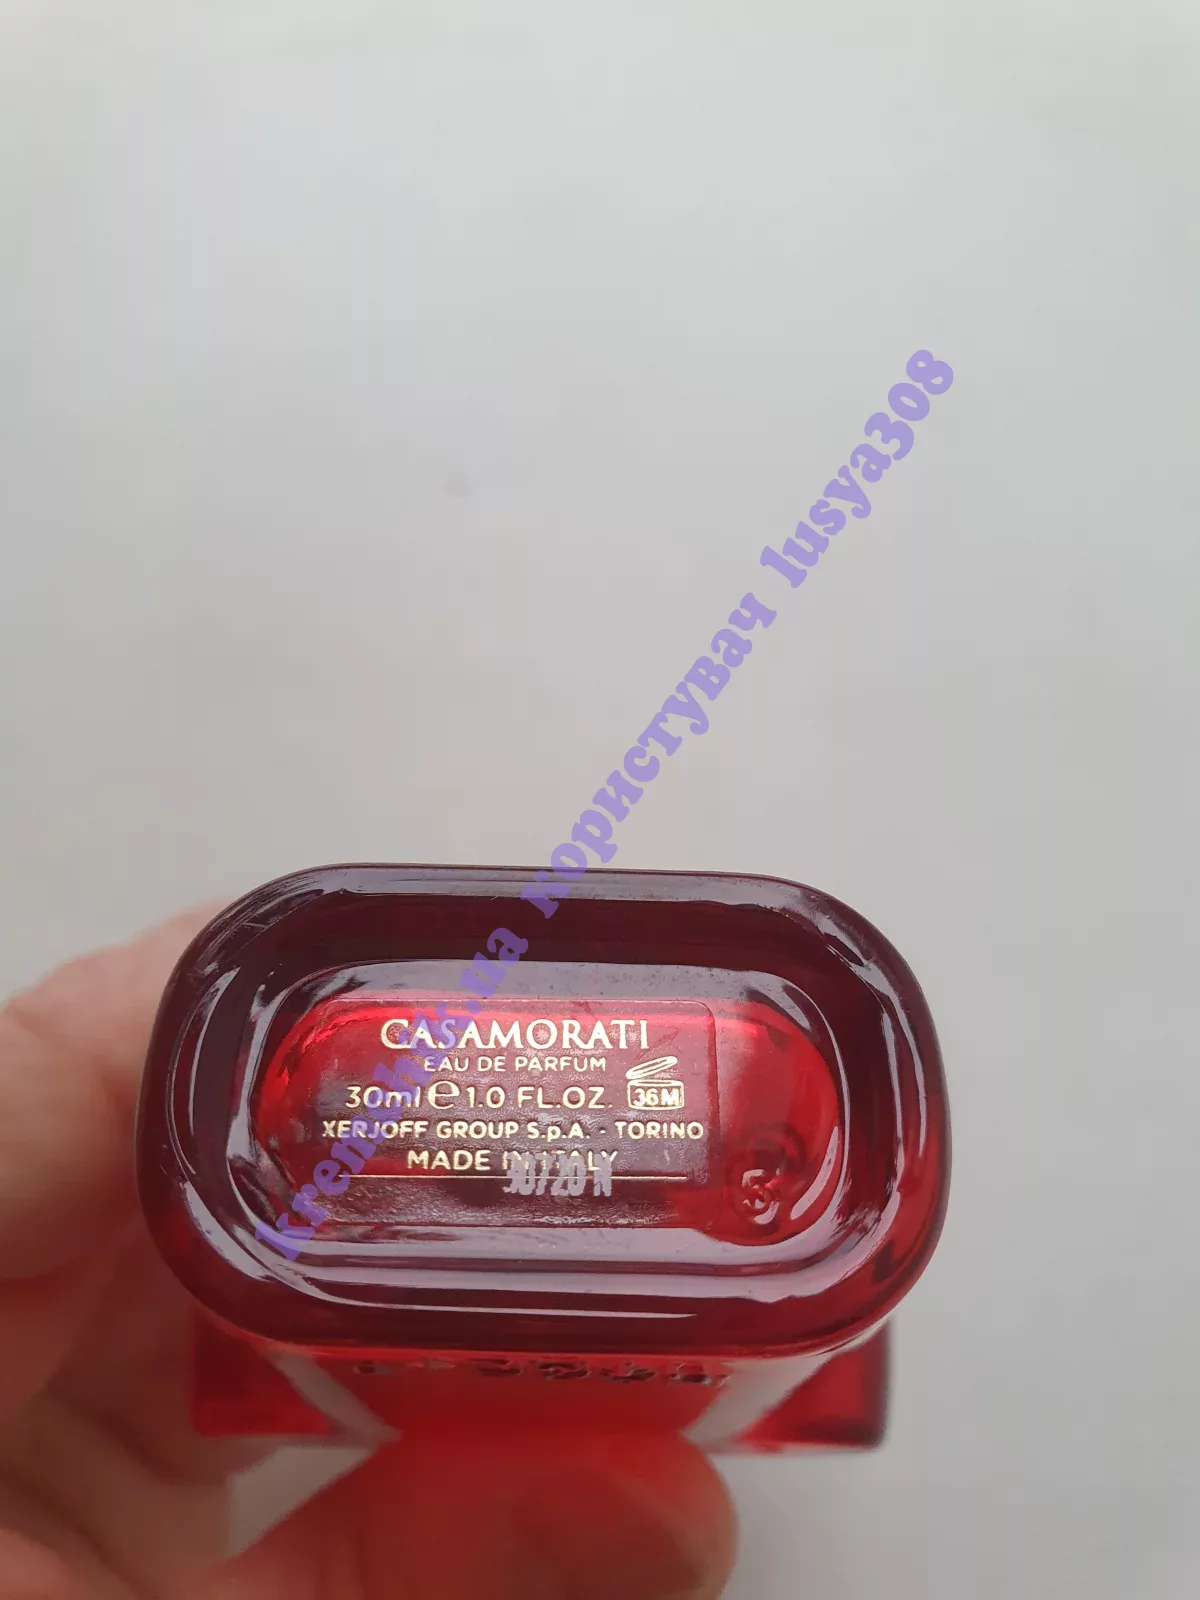 kremchik.ua користувач lusya308
CASAMORATI
EAU DE PARFUM
30ml e 1.0 FL.OZ. 36M
XERJOFF GROUP S.p.A. - TORINO
MADE IN ITALY